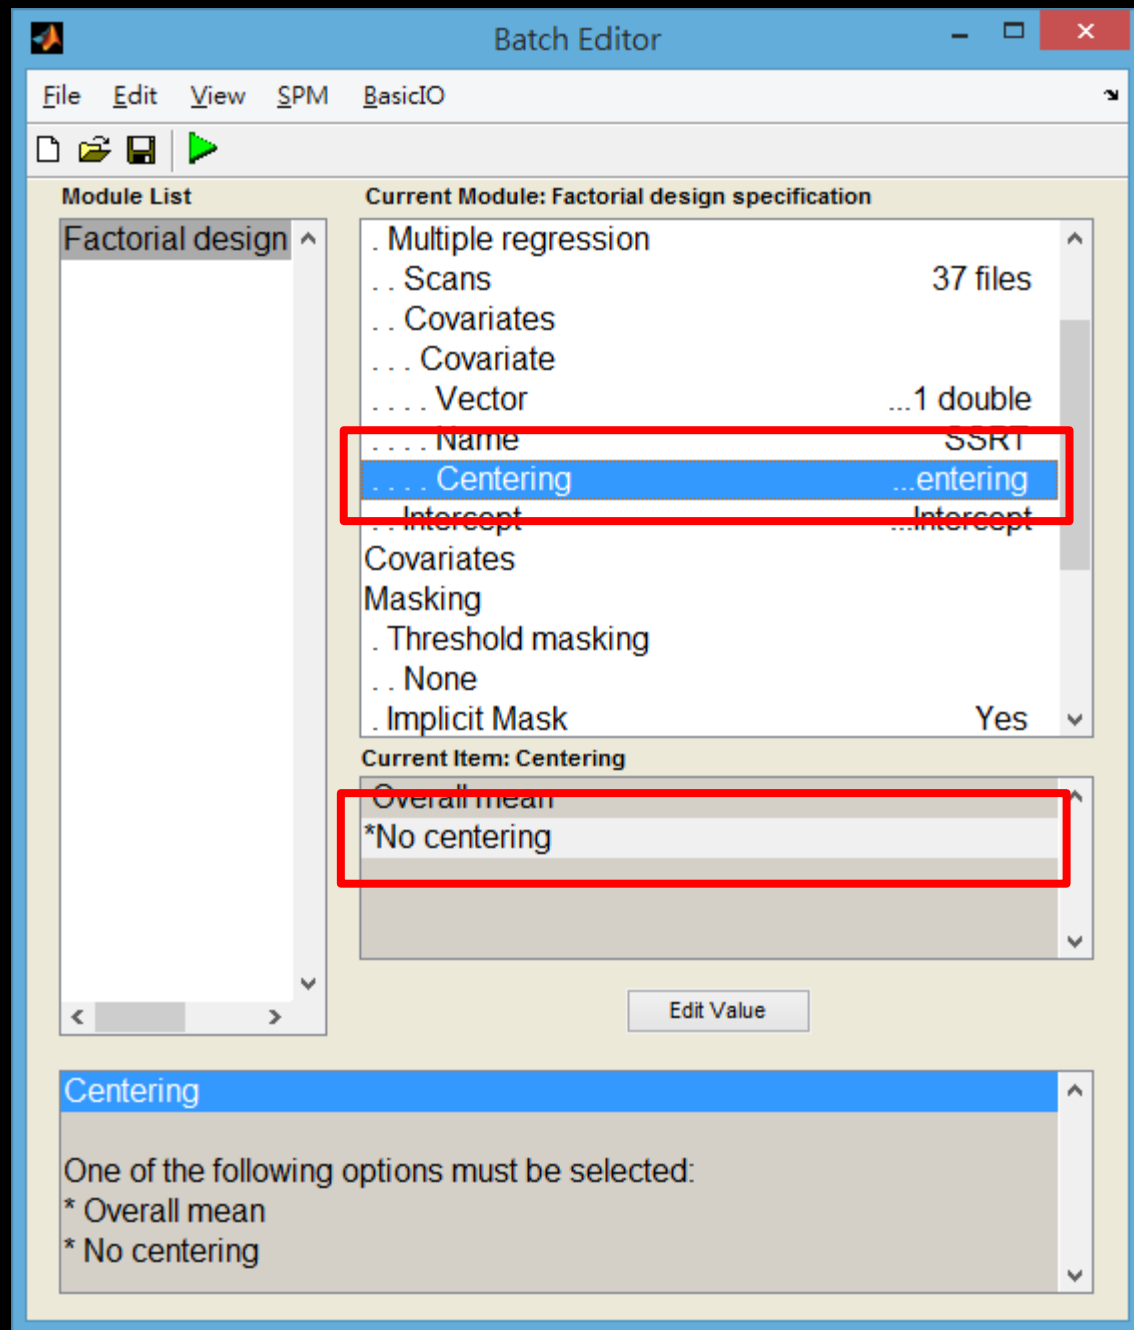 Batch Editor
File Edit View SPM BasicIO
Module List
Factorial design
Current Module: Factorial design specification
. Multiple regression
. . Scans 37 files
. . Covariates
. . . Covariate
. . . . Vector ...1 double
. . . . Name SSRT
. . . . Centering ...entering
. . Intercept ...Intercept
Covariates
Masking
. Threshold masking
. . None
. Implicit Mask Yes
Current Item: Centering
Overall mean
*No centering
Edit Value
Centering
One of the following options must be selected:
* Overall mean
* No centering